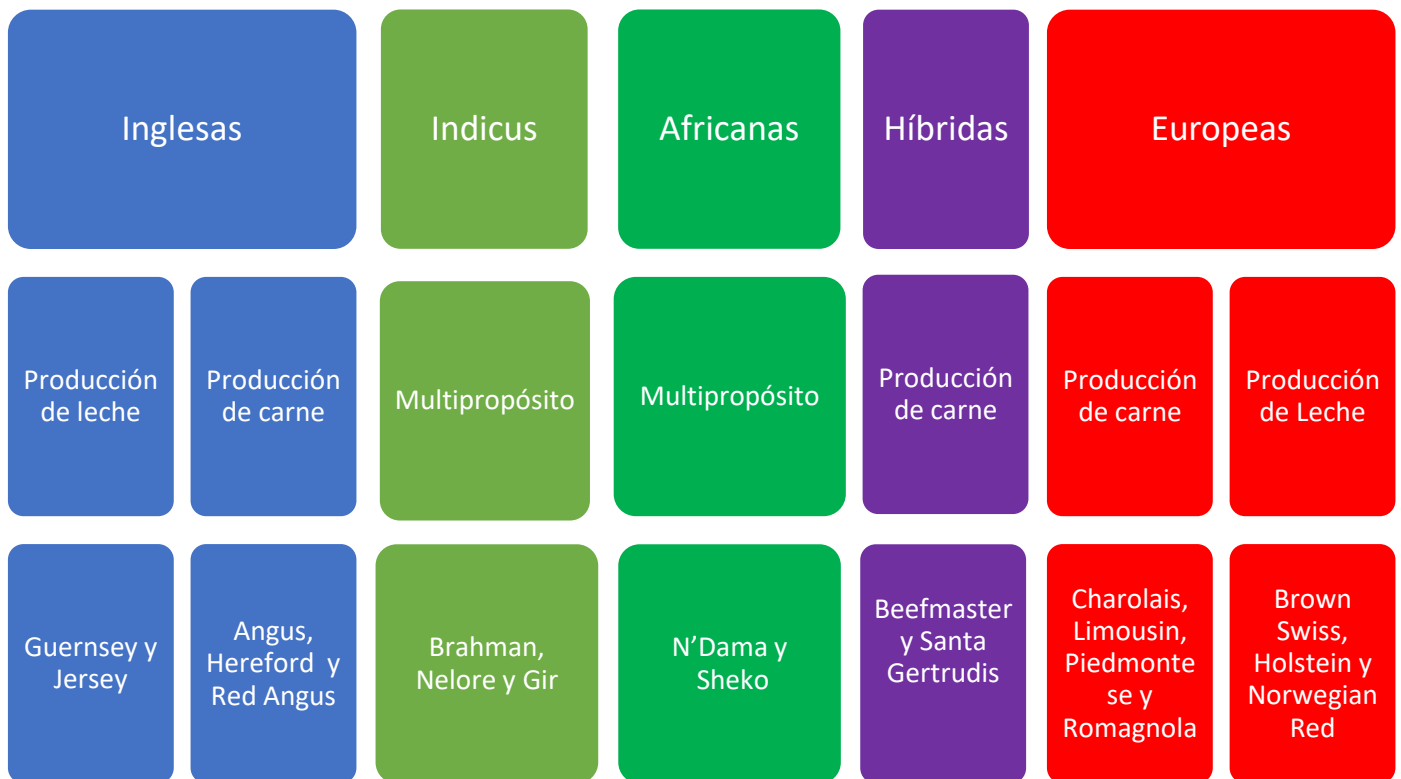 Inglesas
Indicus
Africanas
Híbridas
Europeas
Producción
de leche
Producción
de carne
Multipropósito
Multipropósito
Producción
de carne
Producción
de carne
Producción
de Leche
Guernsey y
Jersey
Angus,
Hereford y
Red Angus
Brahman,
Nelore y Gir
N’Dama y
Sheko
Beefmaster
y Santa
Gertrudis
Charolais,
Limousin,
Piedmonte
se y
Romagnola
Brown
Swiss,
Holstein y
Norwegian
Red